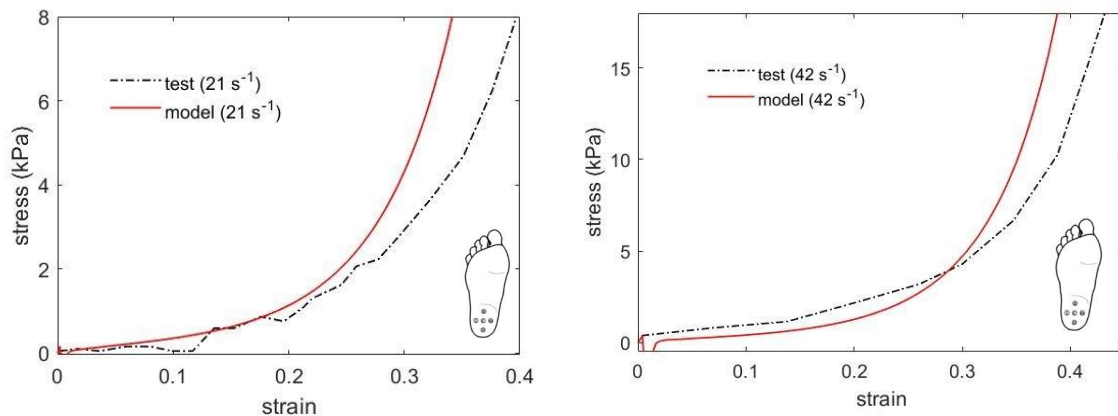 8
6
4
2
0
stress (kPa)
test (21 s⁻¹)
model (21 s⁻¹)
0 0.1 0.2 0.3 0.4
strain
15
10
5
0
stress (kPa)
test (42 s⁻¹)
model (42 s⁻¹)
0 0.1 0.2 0.3 0.4
strain